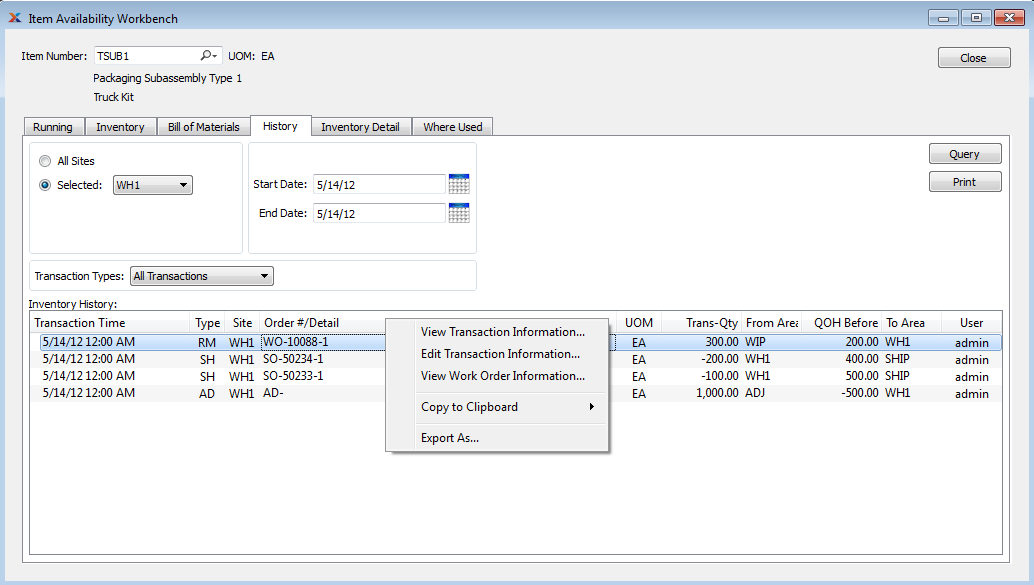 Item Availability Workbench
Item Number: TSUB1 UOM: EA
Close
Packaging Subassembly Type 1
Truck Kit
Running Inventory Bill of Materials History Inventory Detail Where Used
All Sites
Selected: WH1
Start Date: 5/14/12
End Date: 5/14/12
Query
Print
Transaction Types: All Transactions
Inventory History:
Transaction Time Type Site Order #/Detail UOM Trans-Qty From Area QOH Before To Area User
5/14/12 12:00 AM RM WH1 WO-10088-1 EA 300.00 WIP 200.00 WH1 admin
5/14/12 12:00 AM SH WH1 SO-50234-1 EA -200.00 WH1 400.00 SHIP admin
5/14/12 12:00 AM SH WH1 SO-50233-1 EA -100.00 WH1 500.00 SHIP admin
5/14/12 12:00 AM AD WH1 AD- EA 1,000.00 ADJ -500.00 WH1 admin
View Transaction Information...
Edit Transaction Information...
View Work Order Information...
Copy to Clipboard
Export As...